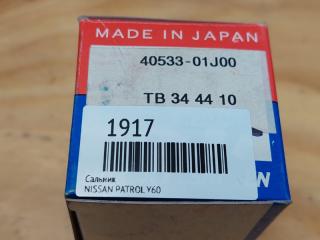 MADE IN JAPAN
40533-01J00
TB 34 44 10
1917
Сальник
NISSAN PATROL Y60